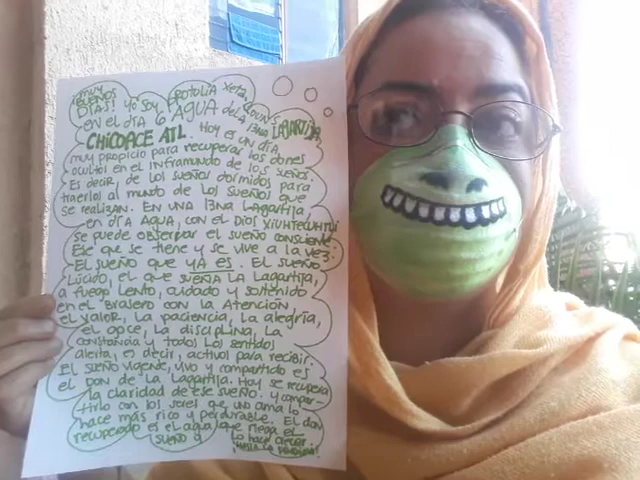 ¡MUY BUENOS DÍAS! YO SOY
EN EL DÍA 6 AGUA DE LA 13NA LAGARTIJA,
CHICOACE ATL. HOY ES UN DÍA
MUY PROPICIO PARA RECUPERAR LOS DONES
OCULTOS EN EL INFRAMUNDO DE LOS SUEÑOS
ES DECIR, DE LOS SUEÑOS DORMIDOS PARA
TRAERLOS AL MUNDO DE LOS SUEÑOS QUE
SE REALIZAN. EN UNA 13NA LAGARTIJA
EN DÍA AGUA, CON EL DIOS XIUHTECUHTLI
SE PUEDE OBSERVAR EL SUEÑO CONSCIENTE:
ESE QUE SE TIENE Y SE VIVE A LA VEZ.
EL SUEÑO QUE YA ES. EL SUEÑO
LÚCIDO, EL QUE SUEÑA LA LAGARTIJA,
A FUEGO LENTO, CUIDADO Y SOSTENIDO
EN EL BRASERO CON LA ATENCIÓN,
EL VALOR, LA PACIENCIA, LA ALEGRÍA,
EL GOCE, LA DISCIPLINA, LA
CONSTANCIA Y TODOS LOS SENTIDOS
ALERTA, ES DECIR, ACTIVOS PARA RECIBIR.
EL SUEÑO VIGENTE, VIVO Y COMPARTIDO ES
EL DON DE LA LAGARTIJA. HOY SE RECUPERA
LA CLARIDAD DE ESE SUEÑO. Y COMPAR-
TIRLO CON LOS SERES QUE UNO AMA LO
HACE MÁS RICO Y PERDURABLE. EL DON
RECUPERADO ES EL AGUA QUE RIEGA EL
SUEÑO Y LO HACE CRECER.